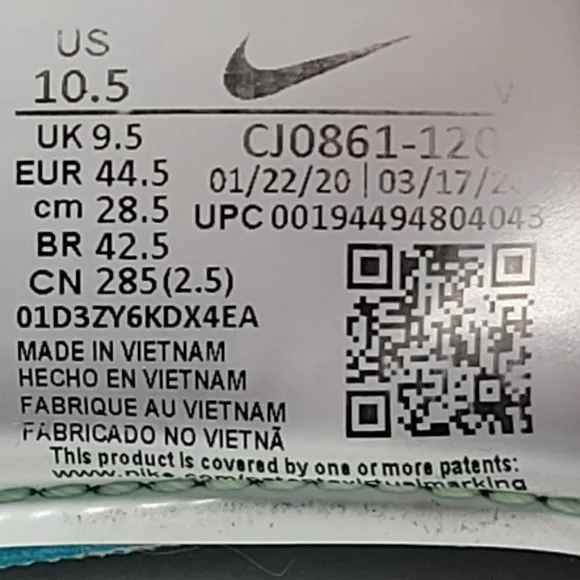 US
10.5
V
UK 9.5
CJ0861-120
EUR 44.5
01/22/20 | 03/17/2
cm 28.5
UPC 00194494804043
BR 42.5
CN 285(2.5)
01D3ZY6KDX4EA
MADE IN VIETNAM
HECHO EN VIETNAM
FABRIQUE AU VIETNAM
FABRICADO NO VIETNÃ
This product is covered by one or more patents: